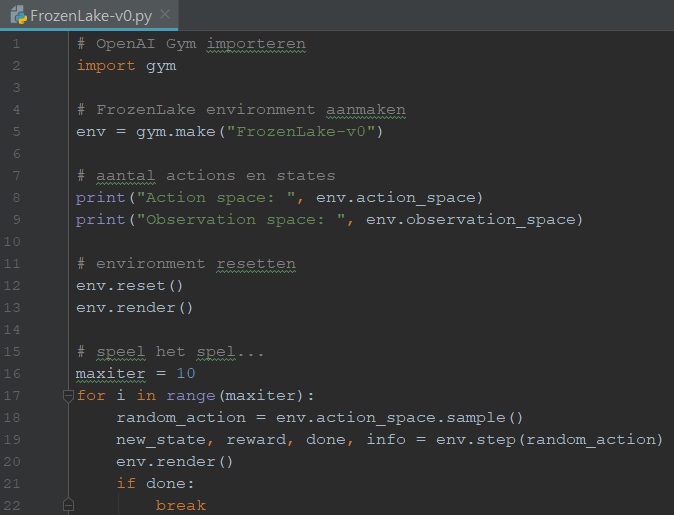 FrozenLake-v0.py
1 # OpenAI Gym importeren
2 import gym
3
4 # FrozenLake environment aanmaken
5 env = gym.make("FrozenLake-v0")
6
7 # aantal actions en states
8 print("Action space: ", env.action_space)
9 print("Observation space: ", env.observation_space)
10
11 # environment resetten
12 env.reset()
13 env.render()
14
15 # speel het spel...
16 maxiter = 10
17 for i in range(maxiter):
18     random_action = env.action_space.sample()
19     new_state, reward, done, info = env.step(random_action)
20     env.render()
21     if done:
22         break